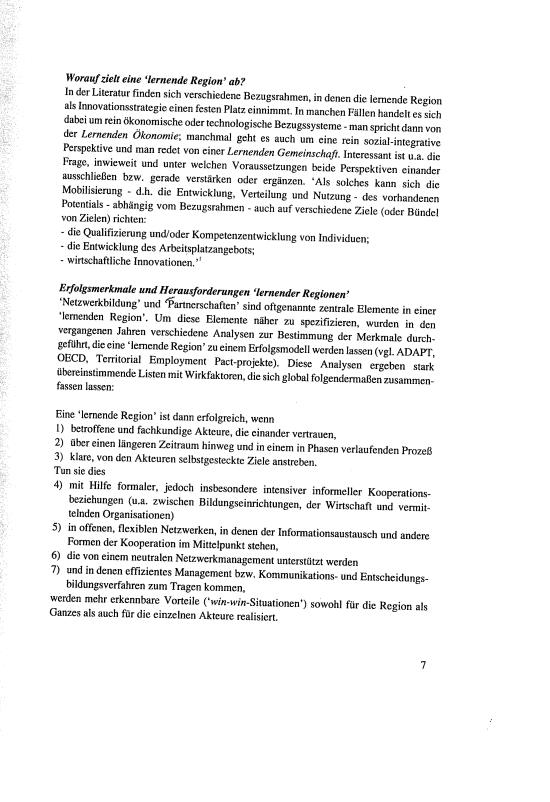 Worauf zielt eine ‘lernende Region’ ab?
In der Literatur finden sich verschiedene Bezugsrahmen, in denen die lernende Region
als Innovationsstrategie einen festen Platz einnimmt. In manchen Fällen handelt es sich
dabei um rein ökonomische oder technologische Bezugssysteme - man spricht dann von
der Lernenden Ökonomie; manchmal geht es auch um eine rein sozial-integrative
Perspektive und man redet von einer Lernenden Gemeinschaft. Interessant ist u.a. die
Frage, inwieweit und unter welchen Voraussetzungen beide Perspektiven einander
ausschließen bzw. gerade verstärken oder ergänzen. ‘Als solches kann sich die
Mobilisierung - d.h. die Entwicklung, Verteilung und Nutzung - des vorhandenen
Potentials - abhängig vom Bezugsrahmen - auch auf verschiedene Ziele (oder Bündel
von Zielen) richten:
- die Qualifizierung und/oder Kompetenzentwicklung von Individuen;
- die Entwicklung des Arbeitsplatzangebots;
- wirtschaftliche Innovationen.’¹
Erfolgsmerkmale und Herausforderungen ‘lernender Regionen’
‘Netzwerkbildung’ und ‘Partnerschaften’ sind oftgenannte zentrale Elemente in einer
‘lernenden Region’. Um diese Elemente näher zu spezifizieren, wurden in den
vergangenen Jahren verschiedene Analysen zur Bestimmung der Merkmale durch-
geführt, die eine ‘lernende Region’ zu einem Erfolgsmodell werden lassen (vgl. ADAPT,
OECD, Territorial Employment Pact-projekte). Diese Analysen ergeben stark
übereinstimmende Listen mit Wirkfaktoren, die sich global folgendermaßen zusammen-
fassen lassen:
Eine ‘lernende Region’ ist dann erfolgreich, wenn
1) betroffene und fachkundige Akteure, die einander vertrauen,
2) über einen längeren Zeitraum hinweg und in einem in Phasen verlaufenden Prozeß
3) klare, von den Akteuren selbstgesteckte Ziele anstreben.
Tun sie dies
4) mit Hilfe formaler, jedoch insbesondere intensiver informeller Kooperations-
beziehungen (u.a. zwischen Bildungseinrichtungen, der Wirtschaft und vermit-
telnden Organisationen)
5) in offenen, flexiblen Netzwerken, in denen der Informationsaustausch und andere
Formen der Kooperation im Mittelpunkt stehen,
6) die von einem neutralen Netzwerkmanagement unterstützt werden
7) und in denen effizientes Management bzw. Kommunikations- und Entscheidungs-
bildungsverfahren zum Tragen kommen,
werden mehr erkennbare Vorteile (‘win-win-Situationen’) sowohl für die Region als
Ganzes als auch für die einzelnen Akteure realisiert.
7